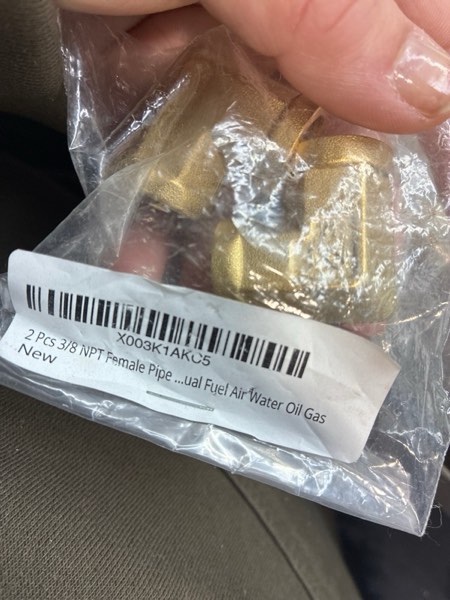 X003K1AKC5
2 Pcs 3/8 NPT Female Pipe ...ual Fuel Air Water Oil Gas
New